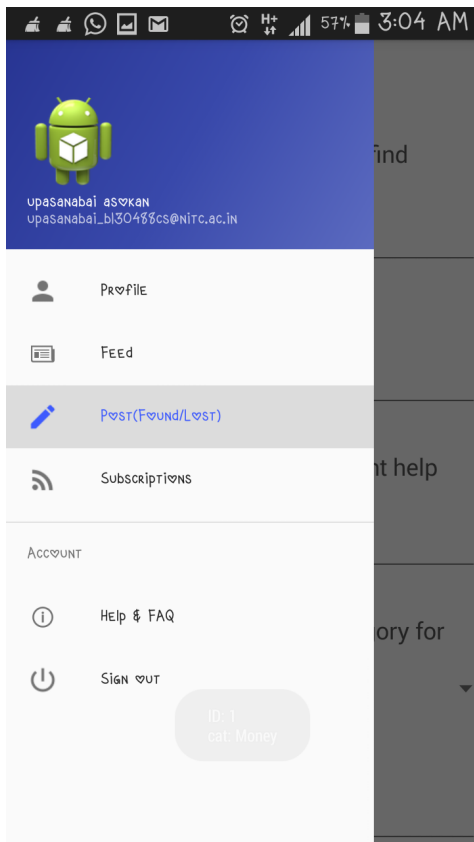 57% 3:04 AM
upasanabai asokan
upasanabai_b130488cs@nitc.ac.in
Profile
Feed
Post(Found/Lost)
Subscriptions
Account
Help & FAQ
Sign out
ID: 1
cat: Money
find
nt help
ory for